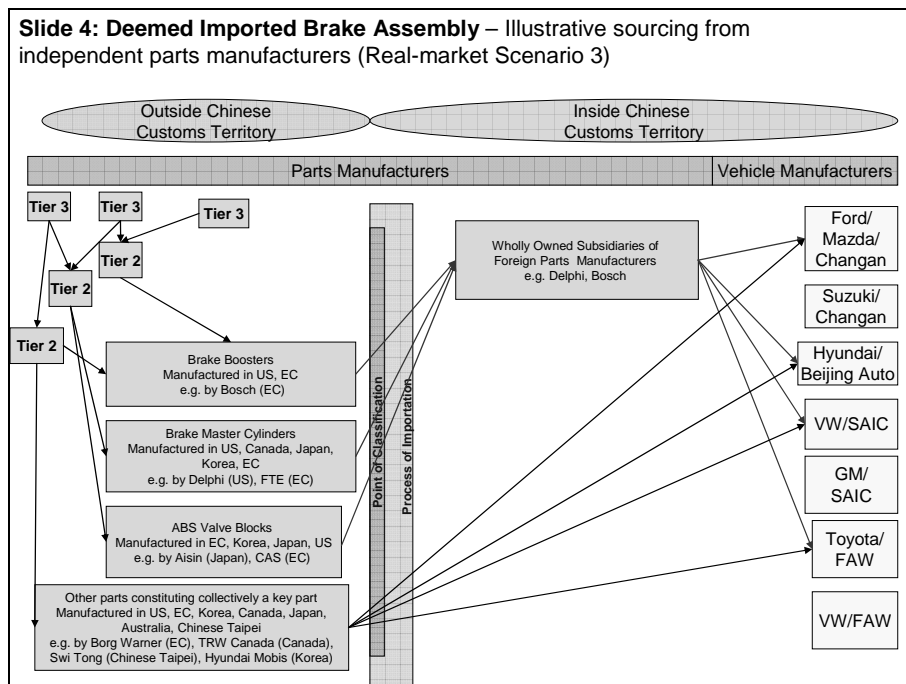 Slide 4: Deemed Imported Brake Assembly – Illustrative sourcing from
independent parts manufacturers (Real-market Scenario 3)
Outside Chinese
Customs Territory
Inside Chinese
Customs Territory
Parts Manufacturers
Vehicle Manufacturers
Tier 3
Tier 3
Tier 3
Tier 2
Tier 2
Tier 2
Brake Boosters
Manufactured in US, EC
e.g. by Bosch (EC)
Brake Master Cylinders
Manufactured in US, Canada, Japan,
Korea, EC
e.g. by Delphi (US), FTE (EC)
ABS Valve Blocks
Manufactured in EC, Korea, Japan, US
e.g. by Aisin (Japan), CAS (EC)
Other parts constituting collectively a key part
Manufactured in US, EC, Korea, Canada, Japan,
Australia, Chinese Taipei
e.g. by Borg Warner (EC), TRW Canada (Canada),
Swi Tong (Chinese Taipei), Hyundai Mobis (Korea)
Point of Classification
Process of Importation
Wholly Owned Subsidiaries of
Foreign Parts Manufacturers
e.g. Delphi, Bosch
Ford/
Mazda/
Changan
Suzuki/
Changan
Hyundai/
Beijing Auto
VW/SAIC
GM/
SAIC
Toyota/
FAW
VW/FAW